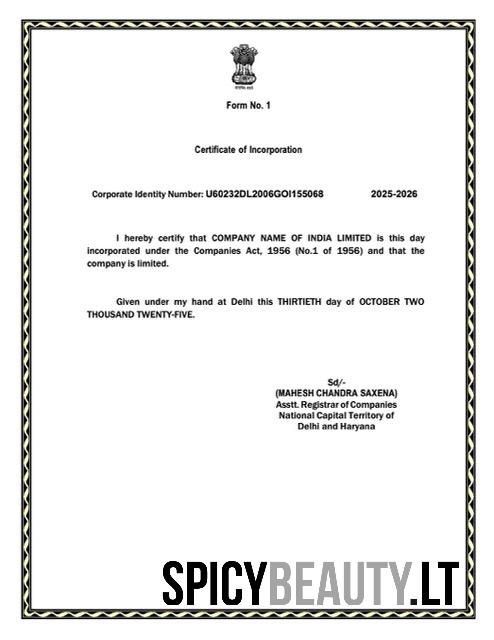 Form No. 1
Certificate of Incorporation
Corporate Identity Number: U60232DL2006GOI155068 2025-2026
I hereby certify that COMPANY NAME OF INDIA LIMITED is this day
incorporated under the Companies Act, 1956 (No.1 of 1956) and that the
company is limited.
Given under my hand at Delhi this THIRTIETH day of OCTOBER TWO
THOUSAND TWENTY-FIVE.
Sd/-
(MAHESH CHANDRA SAXENA)
Asstt. Registrar of Companies
National Capital Territory of
Delhi and Haryana
SPICYBEAUTY.LT